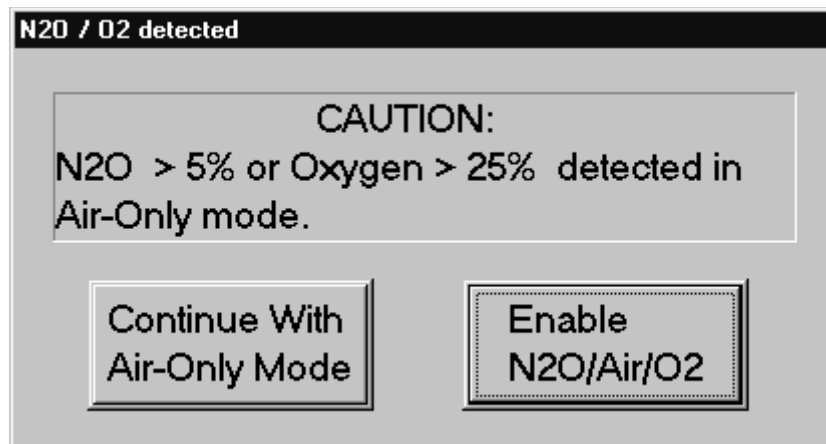 N2O / O2 detected
CAUTION:
N2O > 5% or Oxygen > 25% detected in
Air-Only mode.
Continue With
Air-Only Mode
Enable
N2O/Air/O2